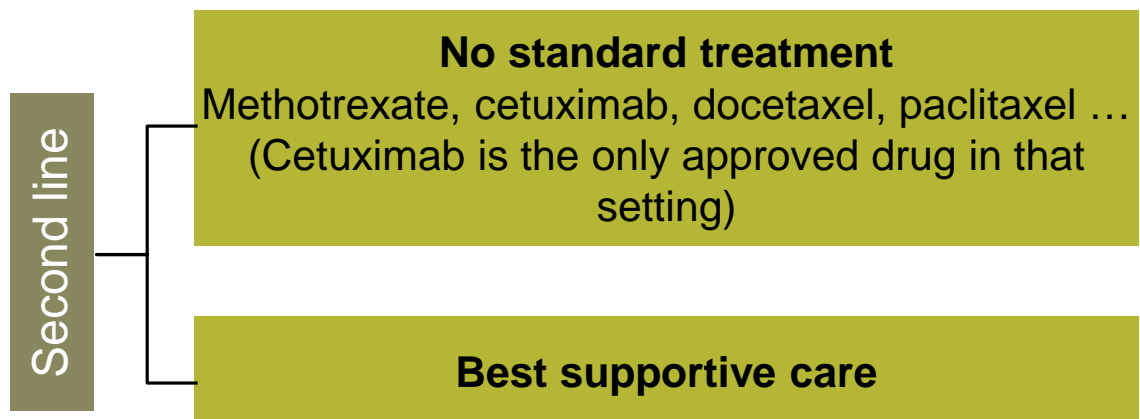 Second line
No standard treatment
Methotrexate, cetuximab, docetaxel, paclitaxel …
(Cetuximab is the only approved drug in that
setting)
Best supportive care